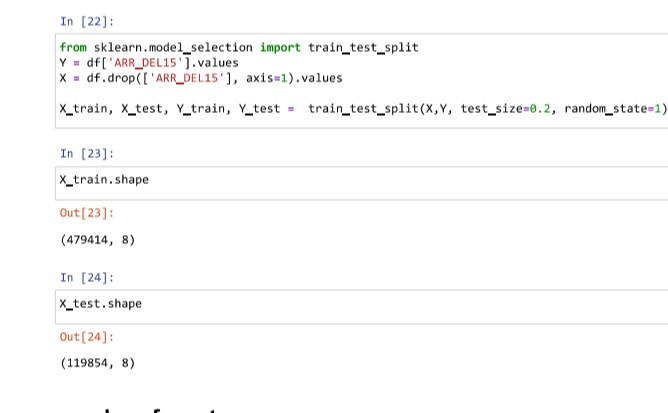 In [22]:
from sklearn.model_selection import train_test_split
Y = df['ARR_DEL15'].values
X = df.drop(['ARR_DEL15'], axis=1).values
X_train, X_test, Y_train, Y_test =  train_test_split(X,Y, test_size=0.2, random_state=1)
In [23]:
X_train.shape
Out[23]:
(479414, 8)
In [24]:
X_test.shape
Out[24]:
(119854, 8)